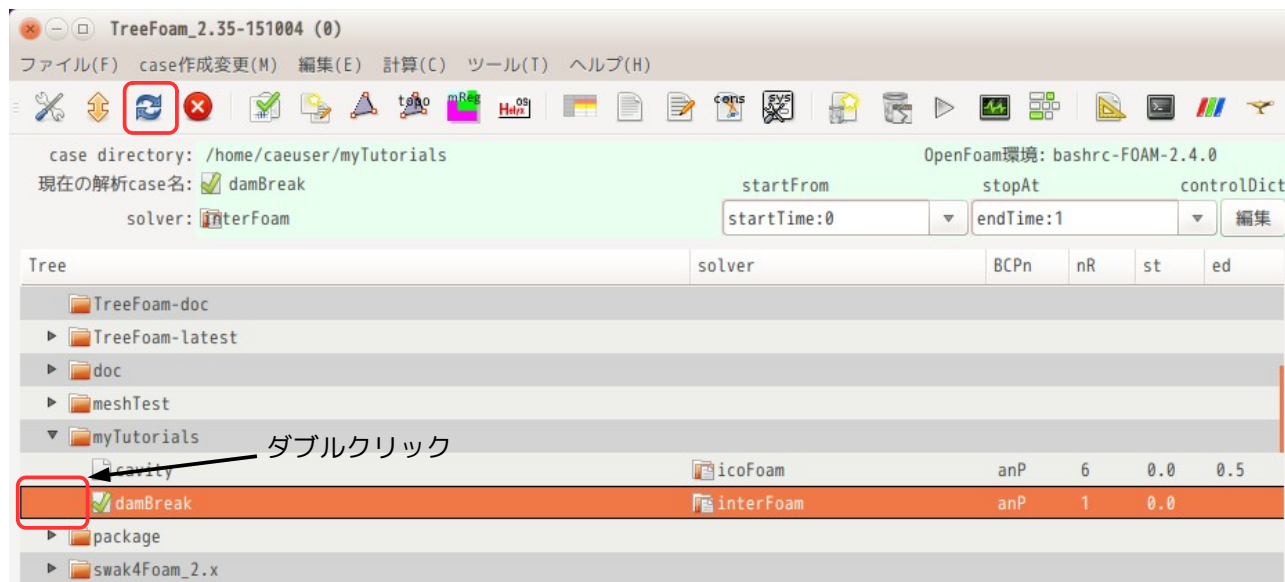 TreeFoam_2.35-151004 (0)
ファイル(F) case作成変更(M) 編集(E) 計算(C) ツール(T) ヘルプ(H)
topo mReg OS Helyx cons sys
case directory: /home/caeuser/myTutorials OpenFoam環境: bashrc-FOAM-2.4.0
現在の解析case名: damBreak startFrom stopAt controlDict
solver: interFoam startTime:0 endTime:1 編集
Tree solver BCPn nR st ed
TreeFoam-doc
TreeFoam-latest
doc
meshTest
myTutorials
ダブルクリック
cavity icoFoam anP 6 0.0 0.5
damBreak interFoam anP 1 0.0
package
swak4Foam_2.x